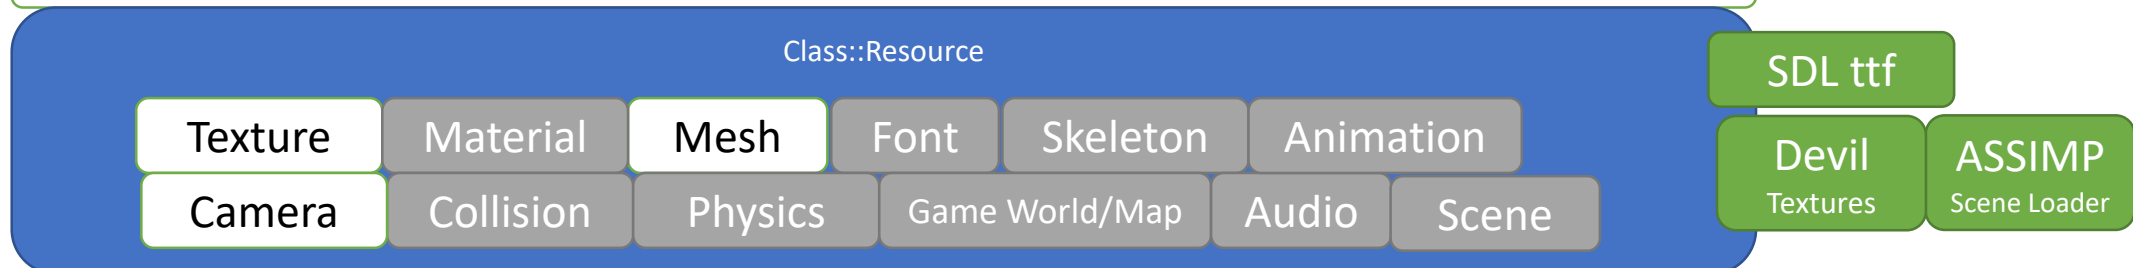 Class::Resource
SDL ttf
Texture Material Mesh Font Skeleton Animation
Devil
Textures
ASSIMP
Scene Loader
Camera Collision Physics Game World/Map Audio Scene